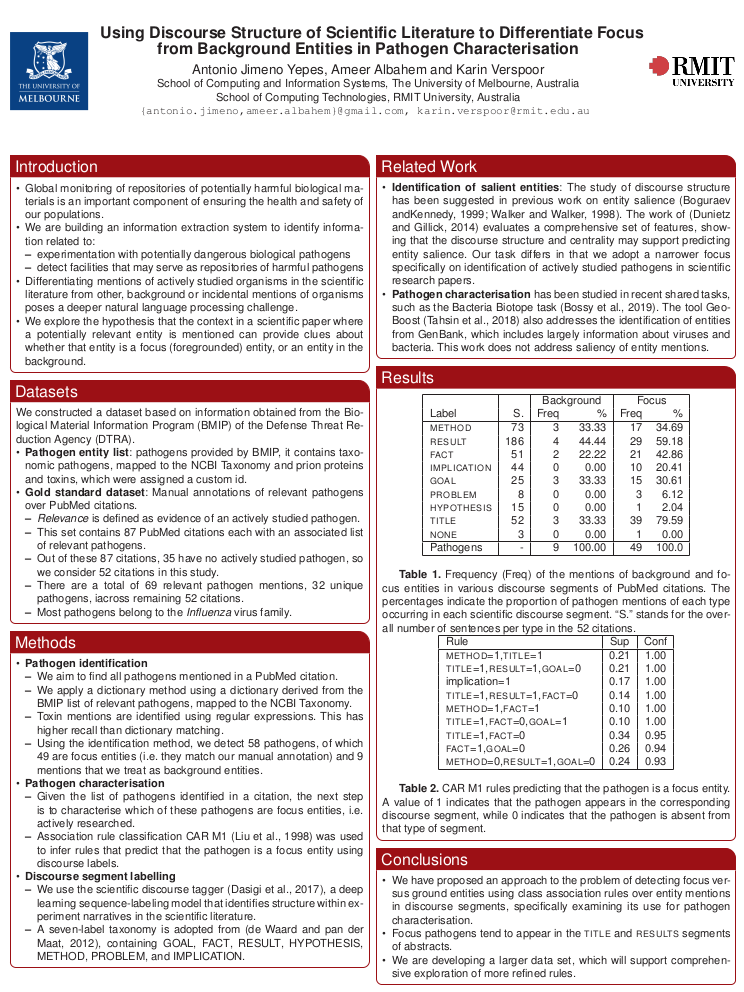 Using Discourse Structure of Scientific Literature to Differentiate Focus
from Background Entities in Pathogen Characterisation
Antonio Jimeno Yepes, Ameer Albahem and Karin Verspoor
School of Computing and Information Systems, The University of Melbourne, Australia
School of Computing Technologies, RMIT University, Australia
{antonio.jimeno,ameer.albahem}@gmail.com, karin.verspoor@rmit.edu.au
THE UNIVERSITY OF
MELBOURNE
RMIT
UNIVERSITY
Introduction
• Global monitoring of repositories of potentially harmful biological ma-
terials is an important component of ensuring the health and safety of
our populations.
• We are building an information extraction system to identify informa-
tion related to:
– experimentation with potentially dangerous biological pathogens
– detect facilities that may serve as repositories of harmful pathogens
• Differentiating mentions of actively studied organisms in the scientific
literature from other, background or incidental mentions of organisms
poses a deeper natural language processing challenge.
• We explore the hypothesis that the context in a scientific paper where
a potentially relevant entity is mentioned can provide clues about
whether that entity is a focus (foregrounded) entity, or an entity in the
background.
Datasets
We constructed a dataset based on information obtained from the Bio-
logical Material Information Program (BMIP) of the Defense Threat Re-
duction Agency (DTRA).
• Pathogen entity list: pathogens provided by BMIP, it contains taxo-
nomic pathogens, mapped to the NCBI Taxonomy and prion proteins
and toxins, which were assigned a custom id.
• Gold standard dataset: Manual annotations of relevant pathogens
over PubMed citations.
– Relevance is defined as evidence of an actively studied pathogen.
– This set contains 87 PubMed citations each with an associated list
of relevant pathogens.
– Out of these 87 citations, 35 have no actively studied pathogen, so
we consider 52 citations in this study.
– There are a total of 69 relevant pathogen mentions, 32 unique
pathogens, iacross remaining 52 citations.
– Most pathogens belong to the Influenza virus family.
Methods
• Pathogen identification
– We aim to find all pathogens mentioned in a PubMed citation.
– We apply a dictionary method using a dictionary derived from the
BMIP list of relevant pathogens, mapped to the NCBI Taxonomy.
– Toxin mentions are identified using regular expressions. This has
higher recall than dictionary matching.
– Using the identification method, we detect 58 pathogens, of which
49 are focus entities (i.e. they match our manual annotation) and 9
mentions that we treat as background entities.
• Pathogen characterisation
– Given the list of pathogens identified in a citation, the next step
is to characterise which of these pathogens are focus entities, i.e.
actively researched.
– Association rule classification CAR M1 (Liu et al., 1998) was used
to infer rules that predict that the pathogen is a focus entity using
discourse labels.
• Discourse segment labelling
– We use the scientific discourse tagger (Dasigi et al., 2017), a deep
learning sequence-labeling model that identifies structure within ex-
periment narratives in the scientific literature.
– A seven-label taxonomy is adopted from (de Waard and pan der
Maat, 2012), containing GOAL, FACT, RESULT, HYPOTHESIS,
METHOD, PROBLEM, and IMPLICATION.
Related Work
• Identification of salient entities: The study of discourse structure
has been suggested in previous work on entity salience (Boguraev
andKennedy, 1999; Walker and Walker, 1998). The work of (Dunietz
and Gillick, 2014) evaluates a comprehensive set of features, show-
ing that the discourse structure and centrality may support predicting
entity salience. Our task differs in that we adopt a narrower focus
specifically on identification of actively studied pathogens in scientific
research papers.
• Pathogen characterisation has been studied in recent shared tasks,
such as the Bacteria Biotope task (Bossy et al., 2019). The tool Geo-
Boost (Tahsin et al., 2018) also addresses the identification of entities
from GenBank, which includes largely information about viruses and
bacteria. This work does not address saliency of entity mentions.
Results
Background Focus
Label S. Freq % Freq %
METHOD 73 3 33.33 17 34.69
RESULT 186 4 44.44 29 59.18
FACT 51 2 22.22 21 42.86
IMPLICATION 44 0 0.00 10 20.41
GOAL 25 3 33.33 15 30.61
PROBLEM 8 0 0.00 3 6.12
HYPOTHESIS 15 0 0.00 1 2.04
TITLE 52 3 33.33 39 79.59
NONE 3 0 0.00 1 0.00
Pathogens - 9 100.00 49 100.0
Table 1. Frequency (Freq) of the mentions of background and fo-
cus entities in various discourse segments of PubMed citations. The
percentages indicate the proportion of pathogen mentions of each type
occurring in each scientific discourse segment. “S.” stands for the over-
all number of sentences per type in the 52 citations.
Rule Sup Conf
METHOD=1,TITLE=1 0.21 1.00
TITLE=1,RESULT=1,GOAL=0 0.21 1.00
implication=1 0.17 1.00
TITLE=1,RESULT=1,FACT=0 0.14 1.00
METHOD=1,FACT=1 0.10 1.00
TITLE=1,FACT=0,GOAL=1 0.10 1.00
TITLE=1,FACT=0 0.34 0.95
FACT=1,GOAL=0 0.26 0.94
METHOD=0,RESULT=1,GOAL=0 0.24 0.93
Table 2. CAR M1 rules predicting that the pathogen is a focus entity.
A value of 1 indicates that the pathogen appears in the corresponding
discourse segment, while 0 indicates that the pathogen is absent from
that type of segment.
Conclusions
• We have proposed an approach to the problem of detecting focus ver-
sus ground entities using class association rules over entity mentions
in discourse segments, specifically examining its use for pathogen
characterisation.
• Focus pathogens tend to appear in the TITLE and RESULTS segments
of abstracts.
• We are developing a larger data set, which will support comprehen-
sive exploration of more refined rules.